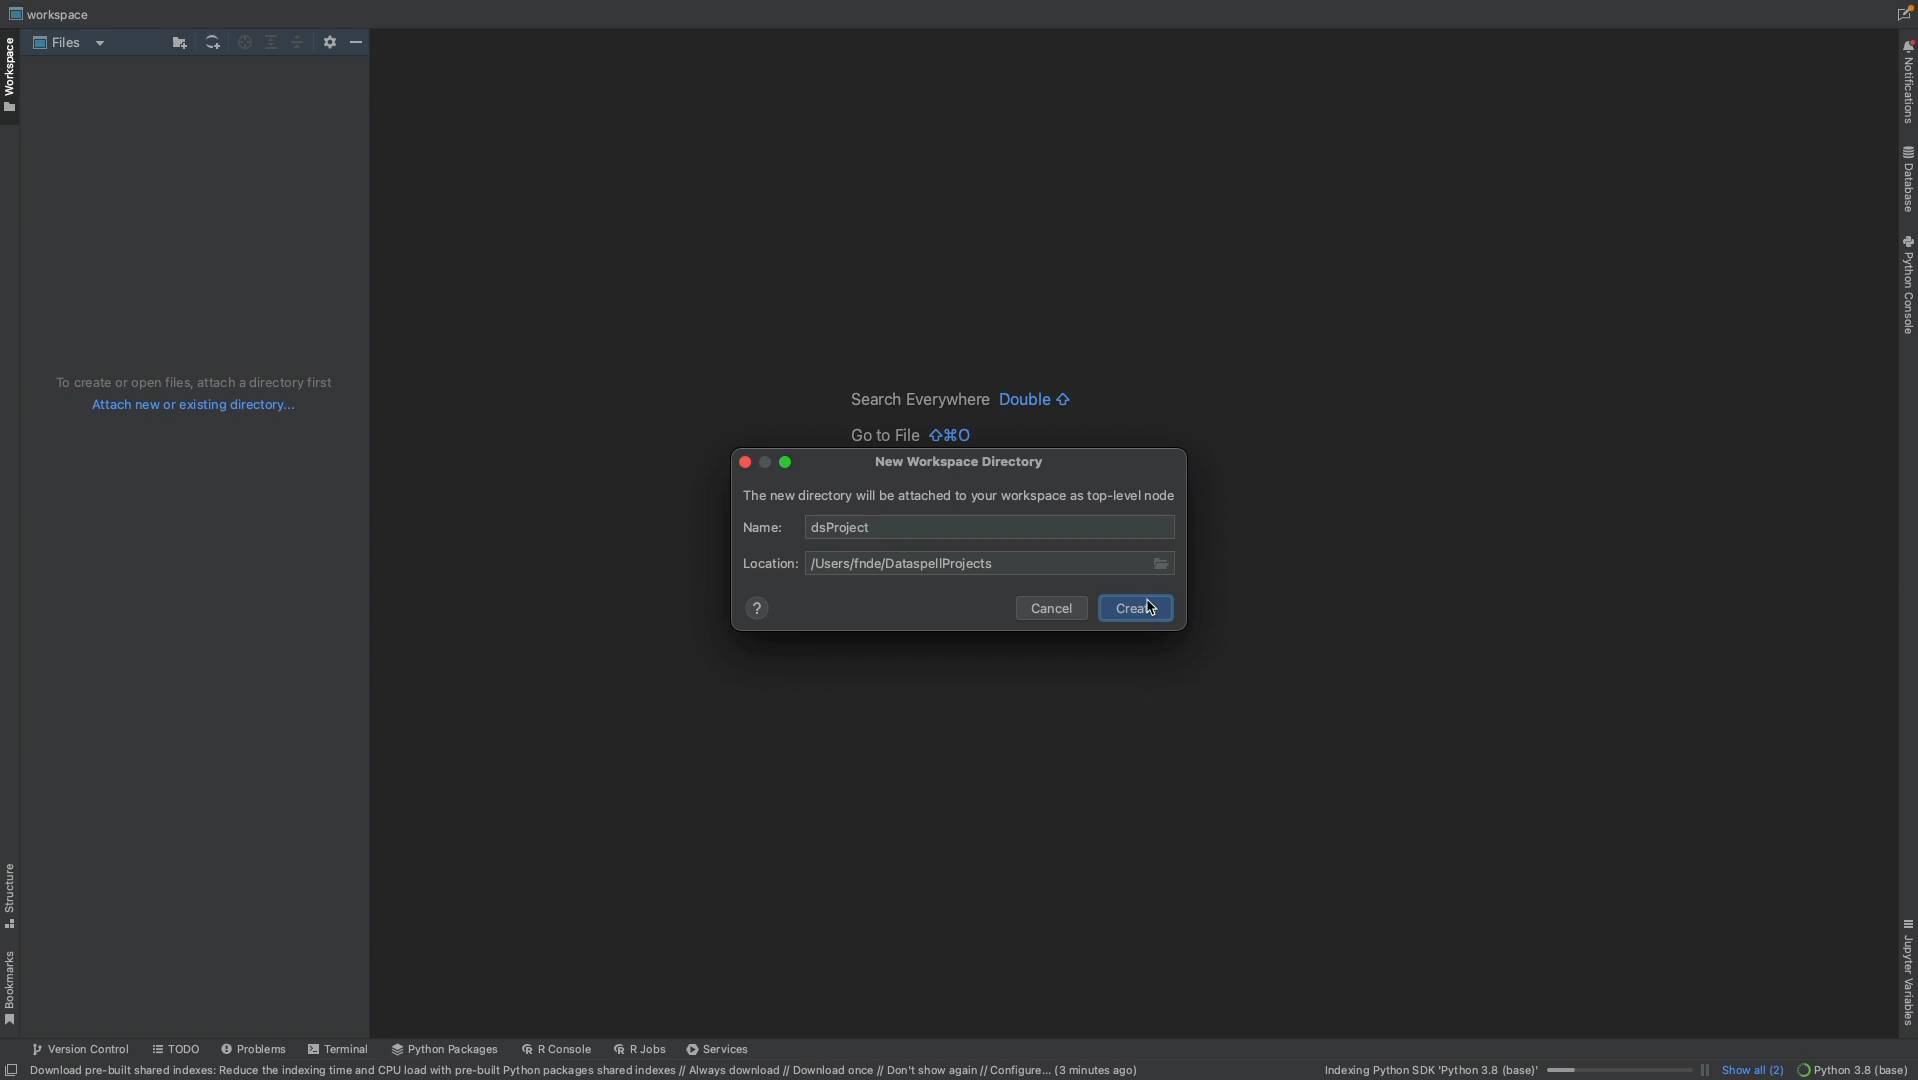 workspace
Files
Workspace
Structure
Bookmarks
To create or open files, attach a directory first
Attach new or existing directory...
Search Everywhere Double ⇧
Go to File ⇧⌘O
New Workspace Directory
The new directory will be attached to your workspace as top-level node
Name: dsProject
Location: /Users/fnde/DataspellProjects
? Cancel
Notifications
Database
Python Console
Jupyter Variables
Version Control TODO Problems Terminal Python Packages R Console R Jobs Services
Download pre-built shared indexes: Reduce the indexing time and CPU load with pre-built Python packages shared indexes // Always download // Download once // Don't show again // Configure... (3 minutes ago) Indexing Python SDK 'Python 3.8 (base)' Show all (2) Python 3.8 (base)